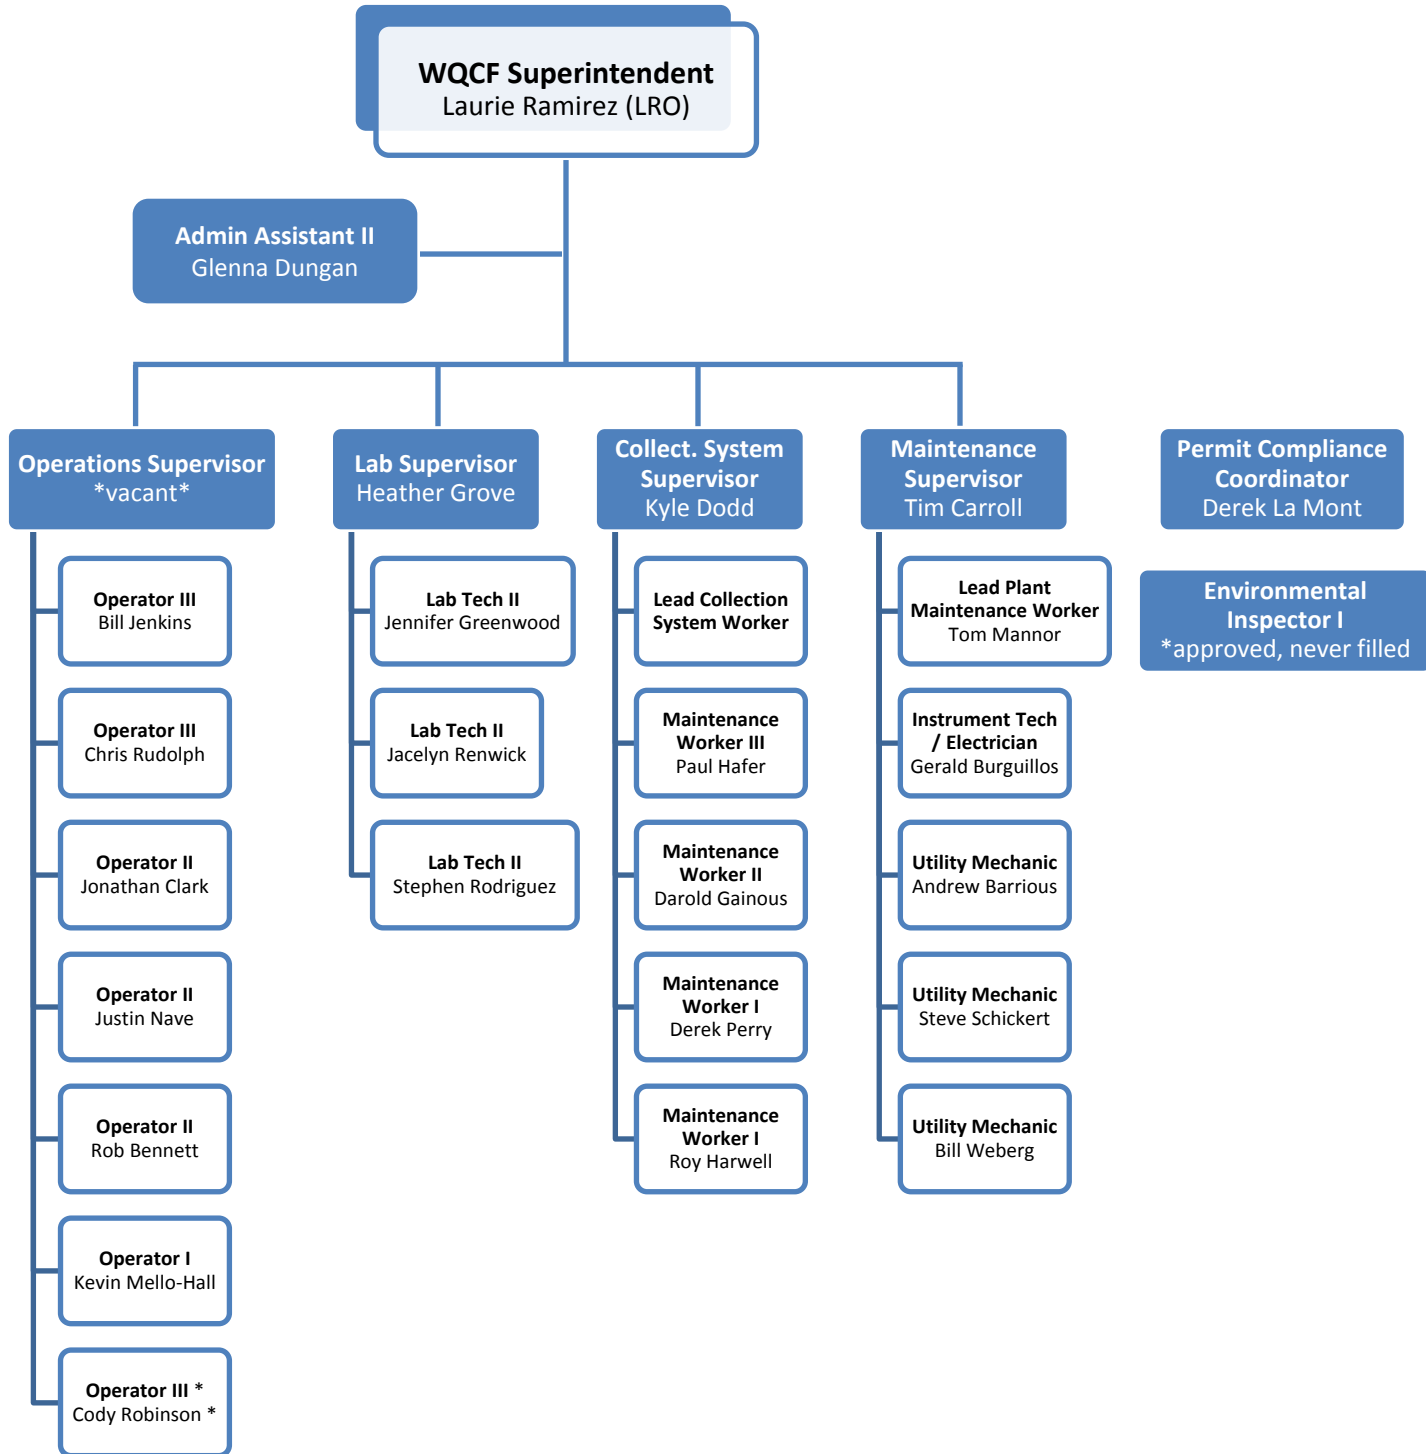 WQCF Superintendent
Laurie Ramirez (LRO)
Admin Assistant II
Glenna Dungan
Operations Supervisor
*vacant*
Operator III
Bill Jenkins
Operator III
Chris Rudolph
Operator II
Jonathan Clark
Operator II
Justin Nave
Operator II
Rob Bennett
Operator I
Kevin Mello-Hall
Operator III *
Cody Robinson *
Lab Supervisor
Heather Grove
Lab Tech II
Jennifer Greenwood
Lab Tech II
Jacelyn Renwick
Lab Tech II
Stephen Rodriguez
Collect. System
Supervisor
Kyle Dodd
Lead Collection
System Worker
Maintenance
Worker III
Paul Hafer
Maintenance
Worker II
Darold Gainous
Maintenance
Worker I
Derek Perry
Maintenance
Worker I
Roy Harwell
Maintenance
Supervisor
Tim Carroll
Lead Plant
Maintenance Worker
Tom Mannor
Instrument Tech
/ Electrician
Gerald Burguillos
Utility Mechanic
Andrew Barrious
Utility Mechanic
Steve Schickert
Utility Mechanic
Bill Weberg
Permit Compliance
Coordinator
Derek La Mont
Environmental
Inspector I
*approved, never filled